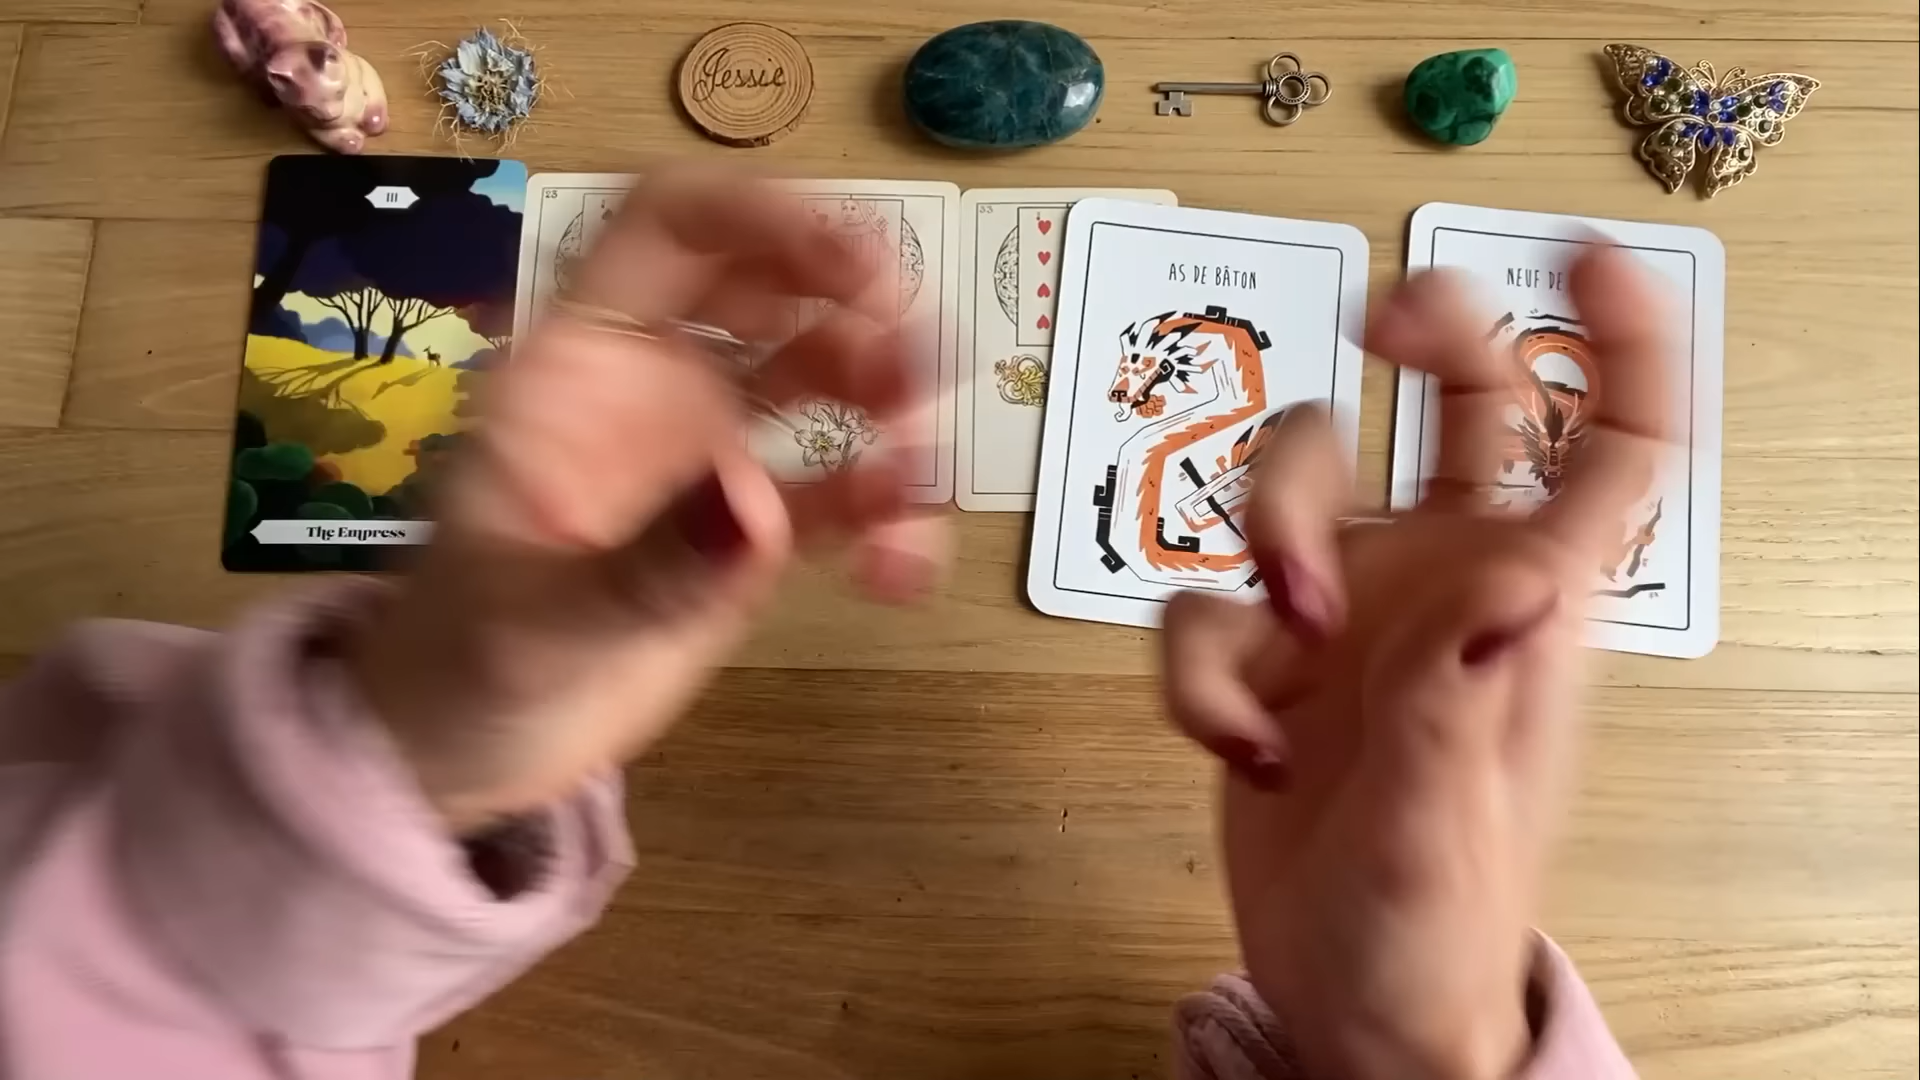 Jessie
III
The Empress
23
33
AS DE BÂTON
NEUF DE